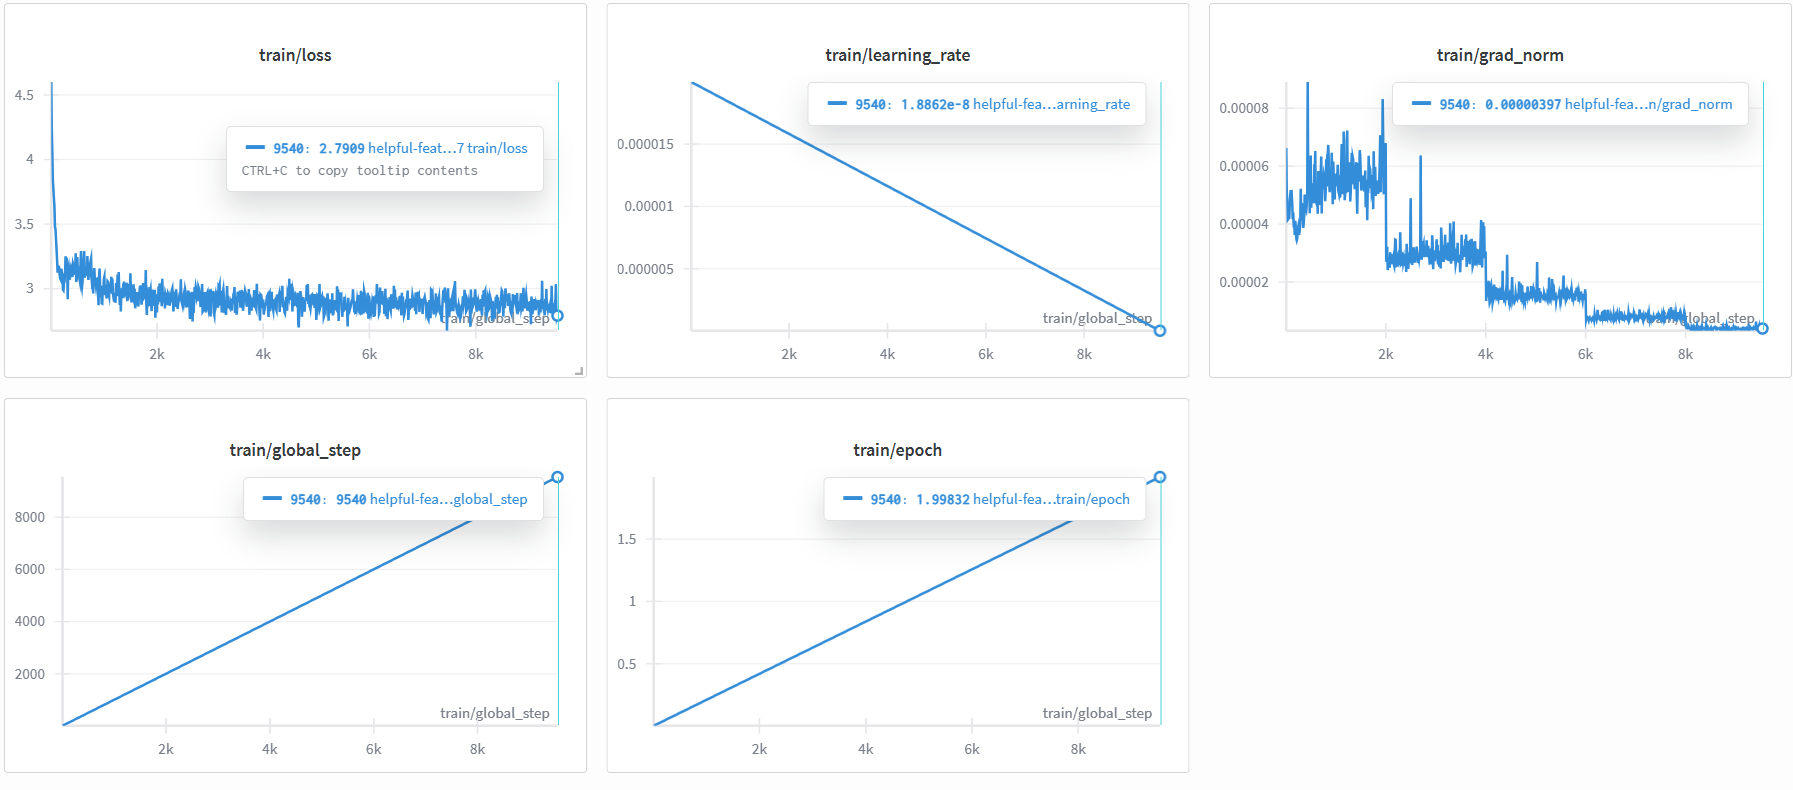 train/loss
4.5
4
3.5
3
9540: 2.7909 helpful-feat...7 train/loss
CTRL+C to copy tooltip contents
train/global_step
2k 4k 6k 8k
train/learning_rate
0.000015
0.00001
0.000005
9540: 1.8862e-8 helpful-fea...arning_rate
train/global_step
2k 4k 6k 8k
train/grad_norm
0.00008
0.00006
0.00004
0.00002
9540: 0.00000397 helpful-fea...n/grad_norm
train/global_step
2k 4k 6k 8k
train/global_step
8000
6000
4000
2000
9540: 9540 helpful-fea...global_step
train/global_step
2k 4k 6k 8k
train/epoch
1.5
1
0.5
9540: 1.99832 helpful-fea...train/epoch
train/global_step
2k 4k 6k 8k